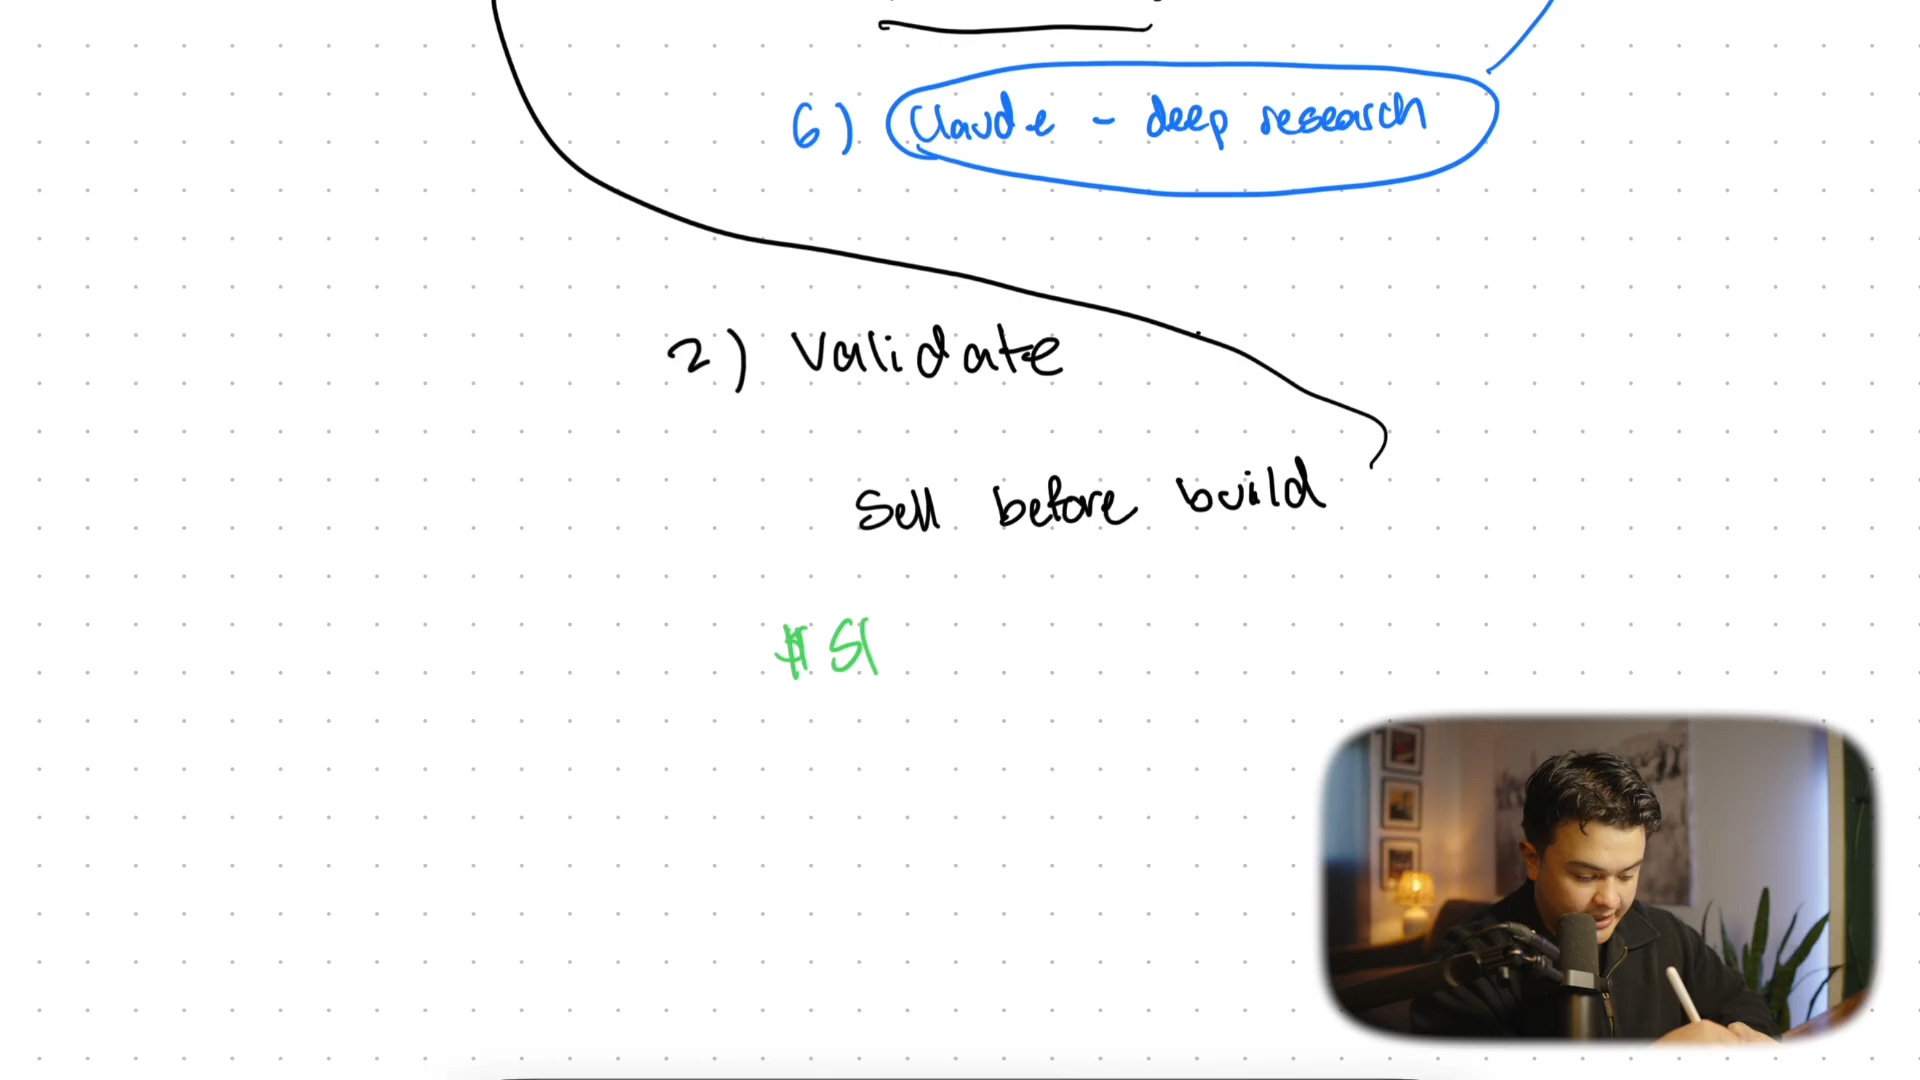 6) Claude - deep research
2) Validate
Sell before build